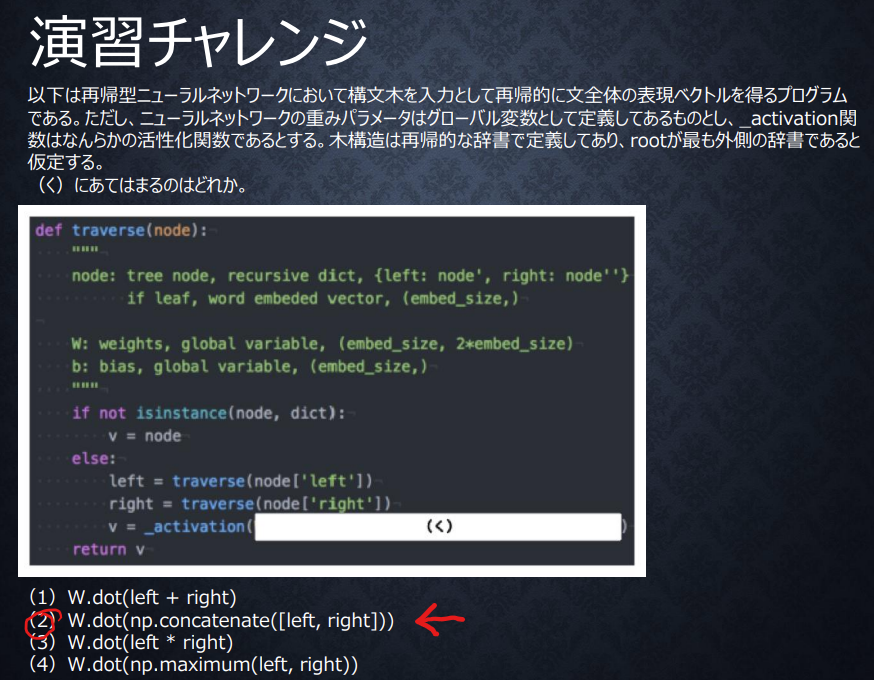 演習チャレンジ
以下は再帰型ニューラルネットワークにおいて構文木を入力として再帰的に文全体の表現ベクトルを得るプログラム
である。ただし、ニューラルネットワークの重みパラメータはグローバル変数として定義してあるものとし、_activation関
数はなんらかの活性化関数であるとする。木構造は再帰的な辞書で定義してあり、rootが最も外側の辞書であると
仮定する。
（く）にあてはまるのはどれか。
def traverse(node):
"""
node: tree node, recursive dict, {left: node', right: node''}
if leaf, word embeded vector, (embed_size,)
W: weights, global variable, (embed_size, 2*embed_size)
b: bias, global variable, (embed_size,)
"""
if not isinstance(node, dict):
v = node
else:
left = traverse(node['left'])
right = traverse(node['right'])
v = _activation( (く) )
return v
（1）W.dot(left + right)
（2）W.dot(np.concatenate([left, right]))
（3）W.dot(left * right)
（4）W.dot(np.maximum(left, right))